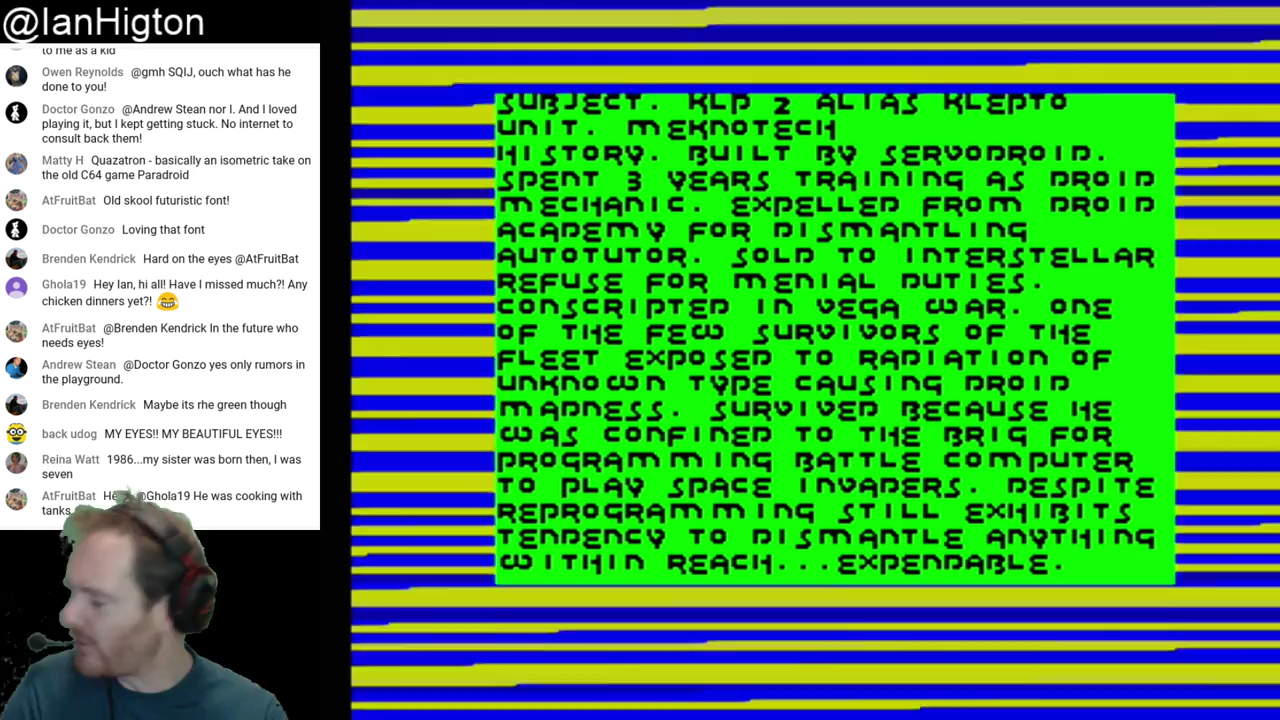 @IanHigton
to me as a kid
Owen Reynolds @gmh SQIJ, ouch what has he
done to you!
Doctor Gonzo @Andrew Stean nor I. And I loved
playing it, but I kept getting stuck. No internet to
consult back them!
Matty H Quazatron - basically an isometric take on
the old C64 game Paradroid
AtFruitBat Old skool futuristic font!
Doctor Gonzo Loving that font
Brenden Kendrick Hard on the eyes @AtFruitBat
Ghola19 Hey Ian, hi all! Have I missed much?! Any
chicken dinners yet?! 😂
AtFruitBat @Brenden Kendrick In the future who
needs eyes!
Andrew Stean @Doctor Gonzo yes only rumors in
the playground.
Brenden Kendrick Maybe its rhe green though
back udog MY EYES!! MY BEAUTIFUL EYES!!!
Reina Watt 1986...my sister was born then, I was
seven
AtFruitBat @Ghola19 He was cooking with
tanks
SUBJECT. KLP 2 ALIAS KLEPTO
UNIT. MEKNOTECH
HISTORY. BUILT BY SERVODROID.
SPENT 3 YEARS TRAINING AS DROID
MECHANIC. EXPELLED FROM DROID
ACADEMY FOR DISMANTLING
AUTOTUTOR. SOLD TO INTERSTELLAR
REFUSE FOR MENIAL DUTIES.
CONSCRIPTED IN VEGA WAR. ONE
OF THE FEW SURVIVORS OF THE
FLEET EXPOSED TO RADIATION OF
UNKNOWN TYPE CAUSING DROID
MADNESS. SURVIVED BECAUSE HE
WAS CONFINED TO THE BRIG FOR
PROGRAMMING BATTLE COMPUTER
TO PLAY SPACE INVADERS. DESPITE
REPROGRAMMING STILL EXHIBITS
TENDENCY TO DISMANTLE ANYTHING
WITHIN REACH...EXPENDABLE.